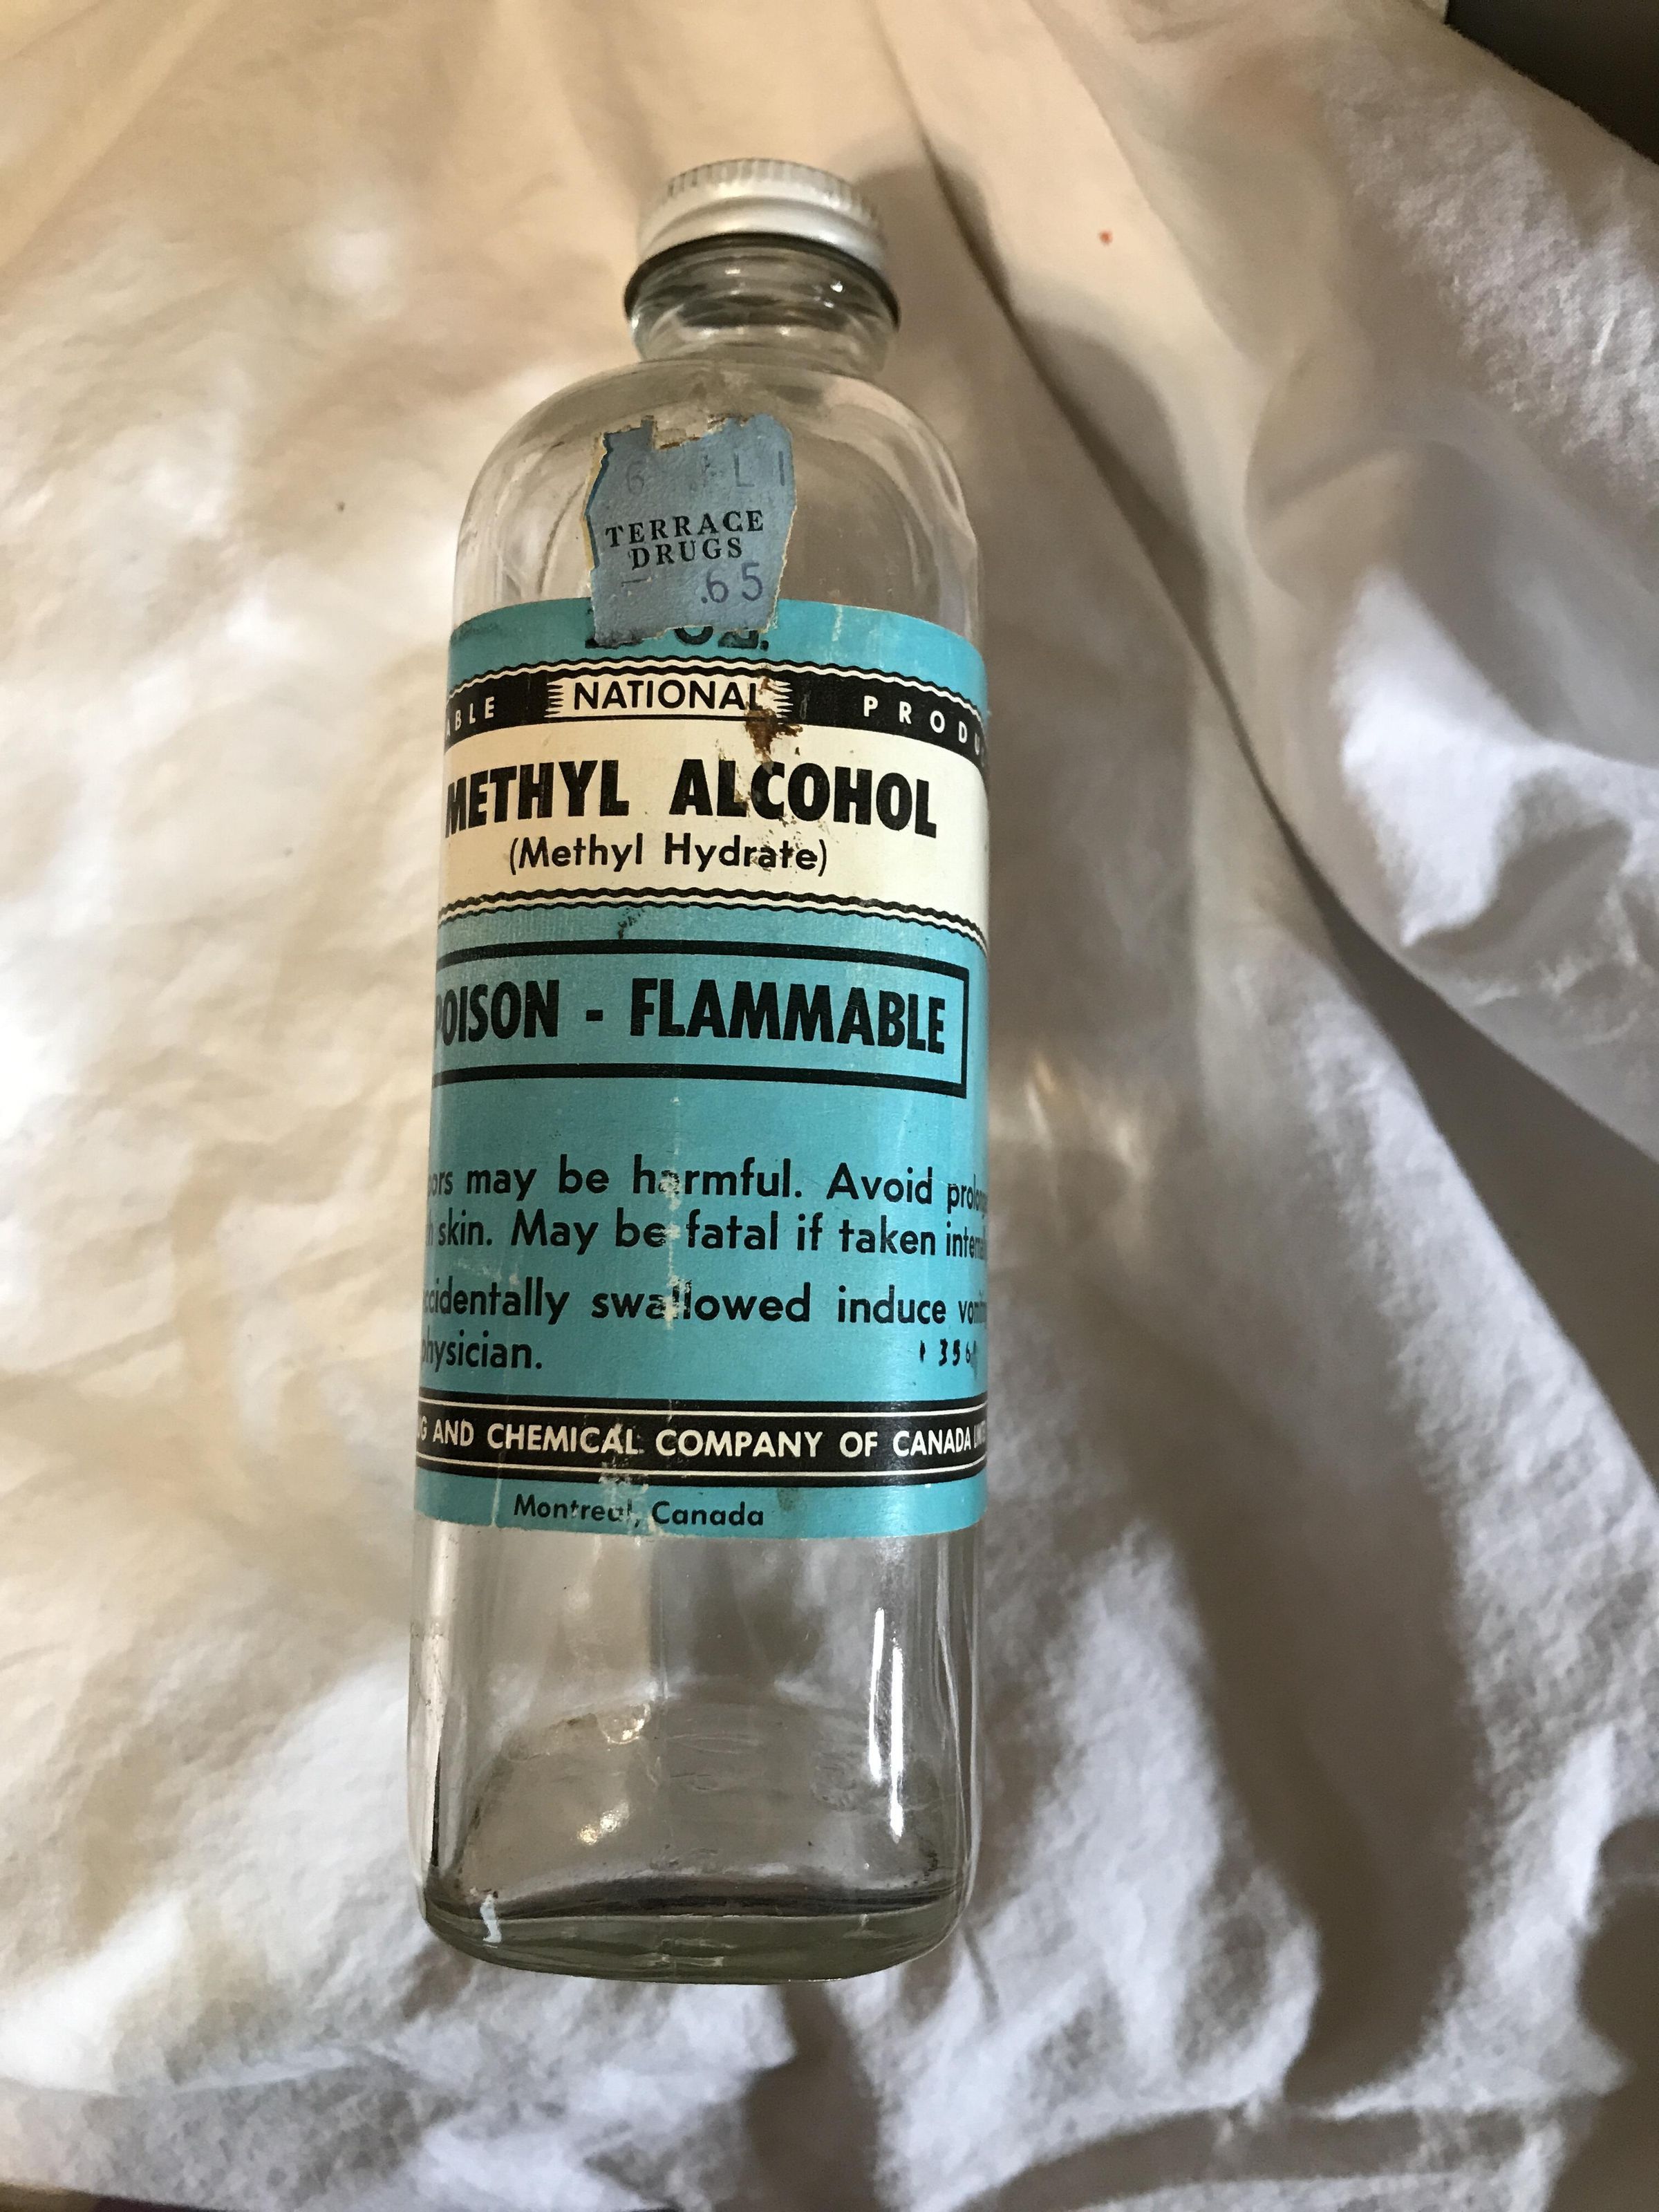 TERRACE
DRUGS
.65
OZ.
NATIONAL
METHYL ALCOHOL
(Methyl Hydrate)
POISON - FLAMMABLE
may be harmful. Avoid
skin. May be fatal if taken
swallowed induce
physician.
AND CHEMICAL COMPANY OF CANADA
Montreal, Canada